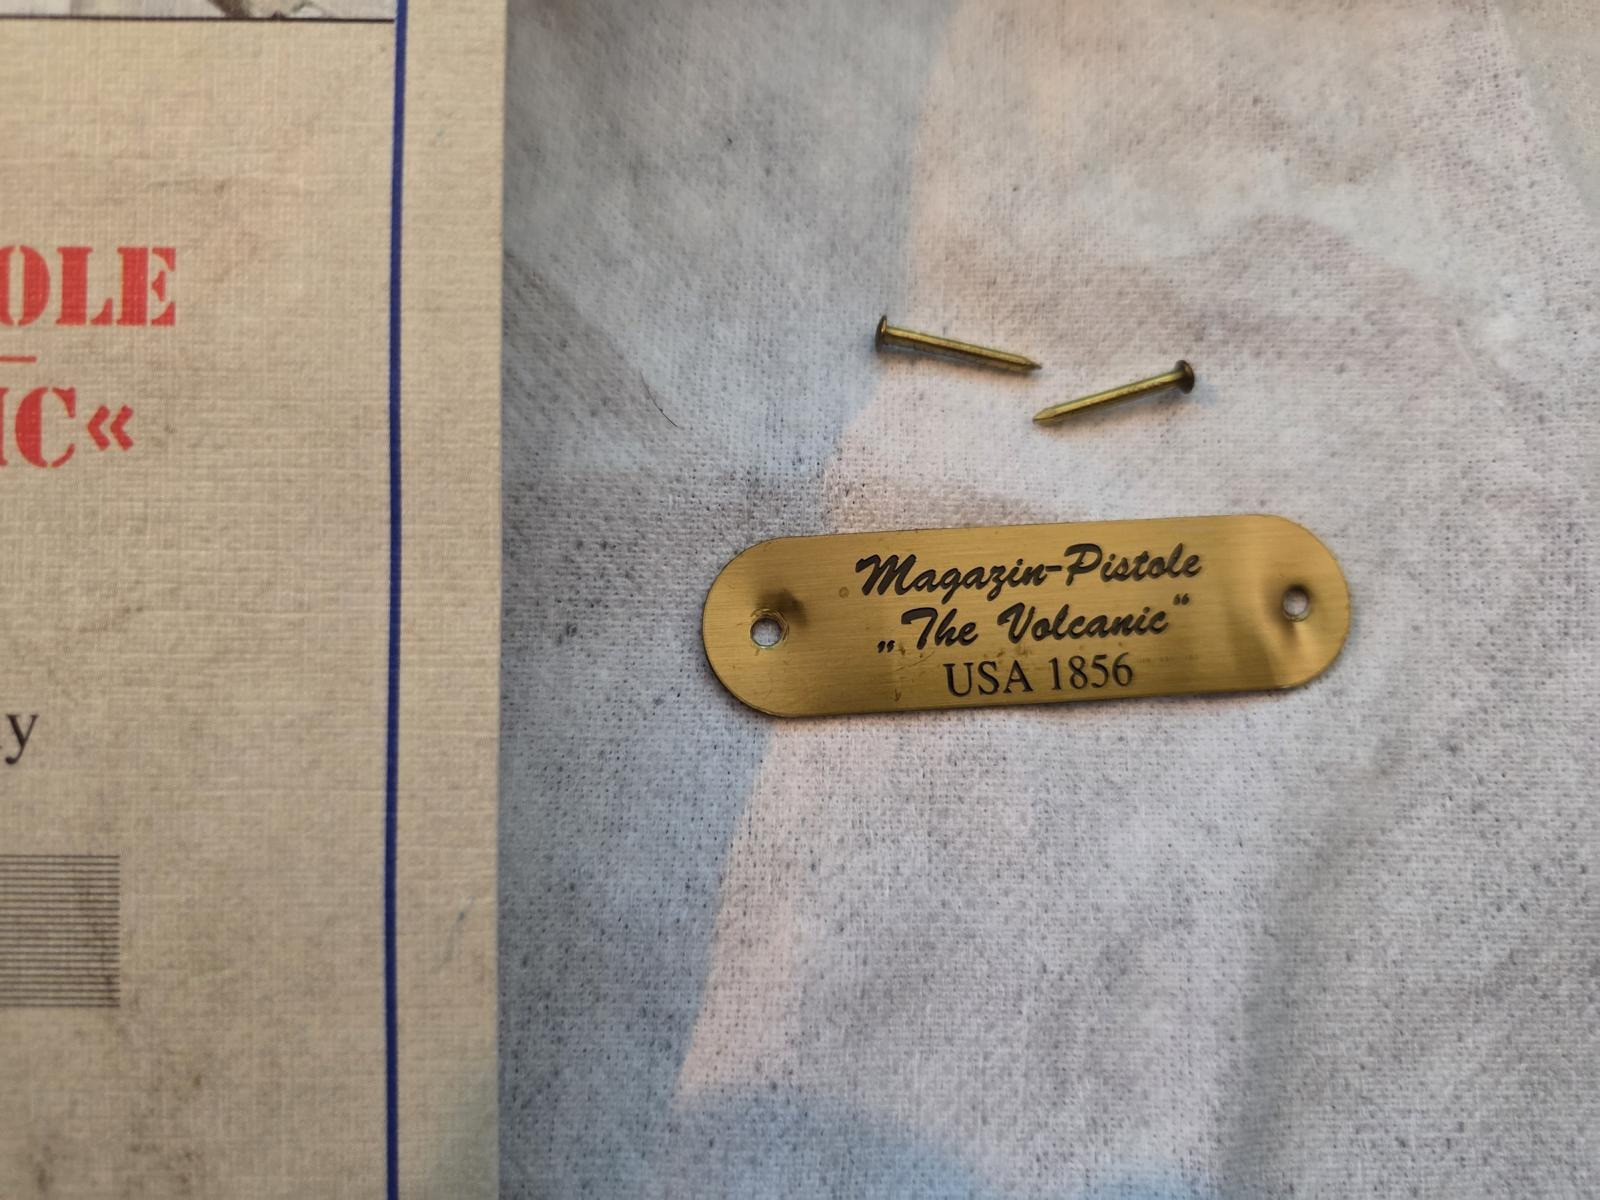 OLE
IC«
y
Magazin-Pistole
„The Volcanic“
USA 1856